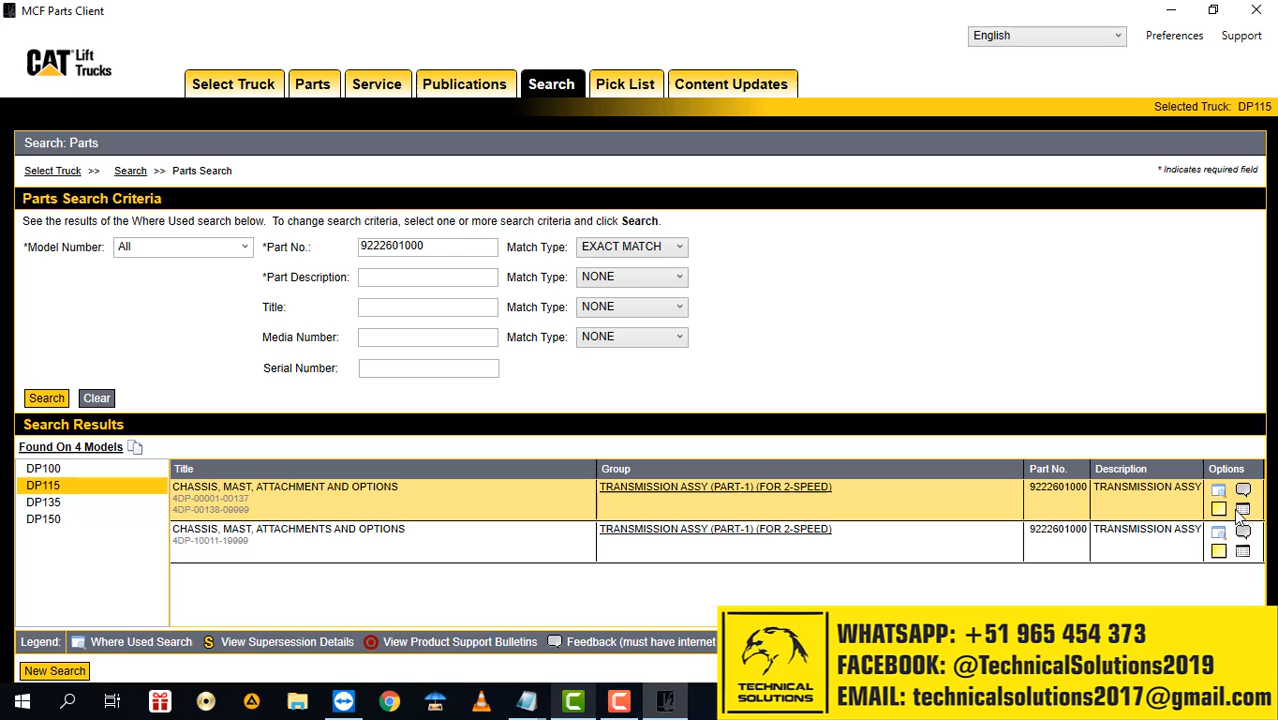 MCF Parts Client
English
Preferences
Support
CAT Lift Trucks
Select Truck
Parts
Service
Publications
Search
Pick List
Content Updates
Selected Truck: DP115
Search: Parts
Select Truck >> Search >> Parts Search
* Indicates required field
Parts Search Criteria
See the results of the Where Used search below. To change search criteria, select one or more search criteria and click Search.
*Model Number: All *Part No.: 9222601000 Match Type: EXACT MATCH
*Part Description: Match Type: NONE
Title: Match Type: NONE
Media Number: Match Type: NONE
Serial Number:
Search Clear
Search Results
Found On 4 Models
DP100
DP115
DP135
DP150
Title Group Part No. Description Options
CHASSIS, MAST, ATTACHMENT AND OPTIONS TRANSMISSION ASSY (PART-1) (FOR 2-SPEED) 9222601000 TRANSMISSION ASSY
4DP-00001-00137
4DP-00138-09999
CHASSIS, MAST, ATTACHMENTS AND OPTIONS TRANSMISSION ASSY (PART-1) (FOR 2-SPEED) 9222601000 TRANSMISSION ASSY
4DP-10011-19999
Legend: Where Used Search S View Supersession Details View Product Support Bulletins Feedback (must have internet
New Search
TECHNICAL
SOLUTIONS
WHATSAPP: +51 965 454 373
FACEBOOK: @TechnicalSolutions2019
EMAIL: technicalsolutions2017@gmail.com